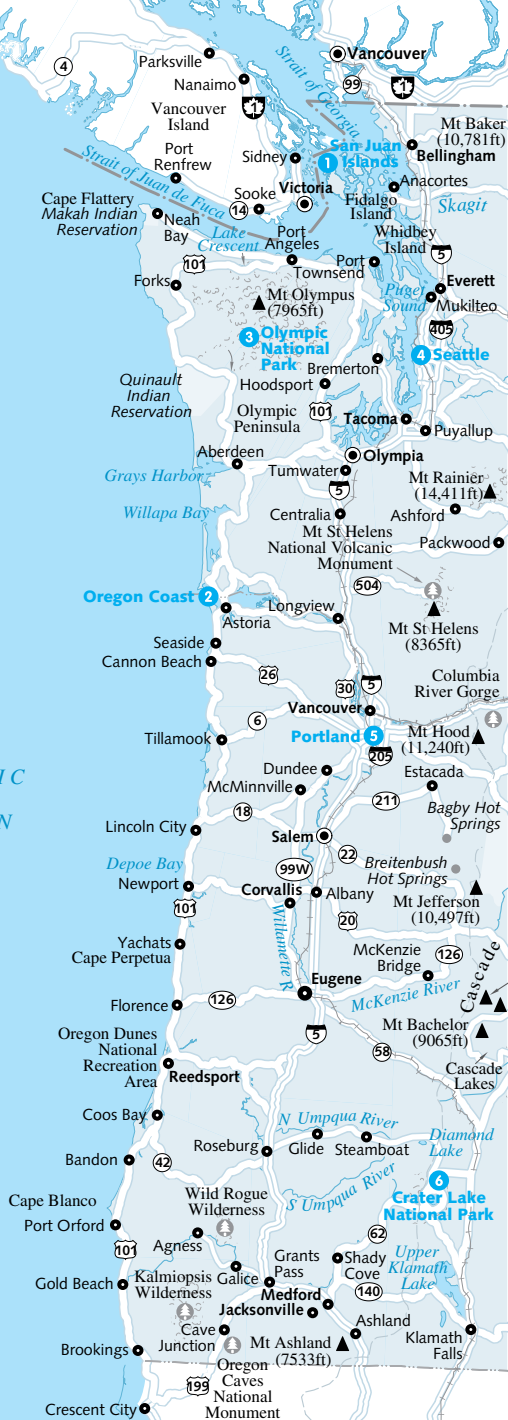 Vancouver
Parksville
4
Nanaimo
99
1
1
Vancouver
Island
Strait of Georgia
Mt Baker
(10,781ft)
Bellingham
Port
Renfrew
Sidney
1
San Juan
Islands
Strait of Juan de Fuca
Anacortes
Victoria
Sooke
14
Fidalgo
Island
Skagit
Cape Flattery
Makah Indian
Reservation
Neah
Bay
Lake
Crescent
Port
Angeles
Whidbey
Island
5
101
Port
Townsend
Forks
Everett
Puget
Sound
Mukilteo
Mt Olympus
(7965ft)
405
3
Olympic
National
Park
4
Seattle
Bremerton
Quinault
Indian
Reservation
Hoodsport
Olympic
Peninsula
101
Tacoma
Puyallup
Aberdeen
Olympia
Grays Harbor
Tumwater
Mt Rainier
(14,411ft)
5
Willapa Bay
Centralia
Ashford
Mt St Helens
National Volcanic
Monument
Packwood
504
Oregon Coast
2
Astoria
Longview
Mt St Helens
(8365ft)
Seaside
Cannon Beach
26
30
5
Columbia
River Gorge
Vancouver
6
Tillamook
Portland
5
Mt Hood
(11,240ft)
205
IC
N
Dundee
McMinnville
Estacada
211
18
Bagby Hot
Springs
Lincoln City
Salem
22
Depoe Bay
99W
Breitenbush
Hot Springs
Newport
Corvallis
Albany
Mt Jefferson
(10,497ft)
101
20
Willamette R
Yachats
Cape Perpetua
McKenzie
Bridge
126
Cascade
Eugene
McKenzie River
Florence
126
5
Mt Bachelor
(9065ft)
58
Oregon Dunes
National
Recreation
Area
Cascade
Lakes
Reedsport
Coos Bay
N Umpqua River
Diamond
Lake
Roseburg
Glide
Steamboat
Bandon
42
S Umpqua River
6
Crater Lake
National Park
Wild Rogue
Wilderness
Cape Blanco
Port Orford
62
101
Agness
Grants
Pass
Shady
Cove
Upper
Klamath
Lake
Gold Beach
Kalmiopsis
Wilderness
Galice
140
Medford
Jacksonville
Cave
Junction
Mt Ashland
(7533ft)
Ashland
Klamath
Falls
Brookings
Oregon
Caves
National
Monument
199
Crescent City